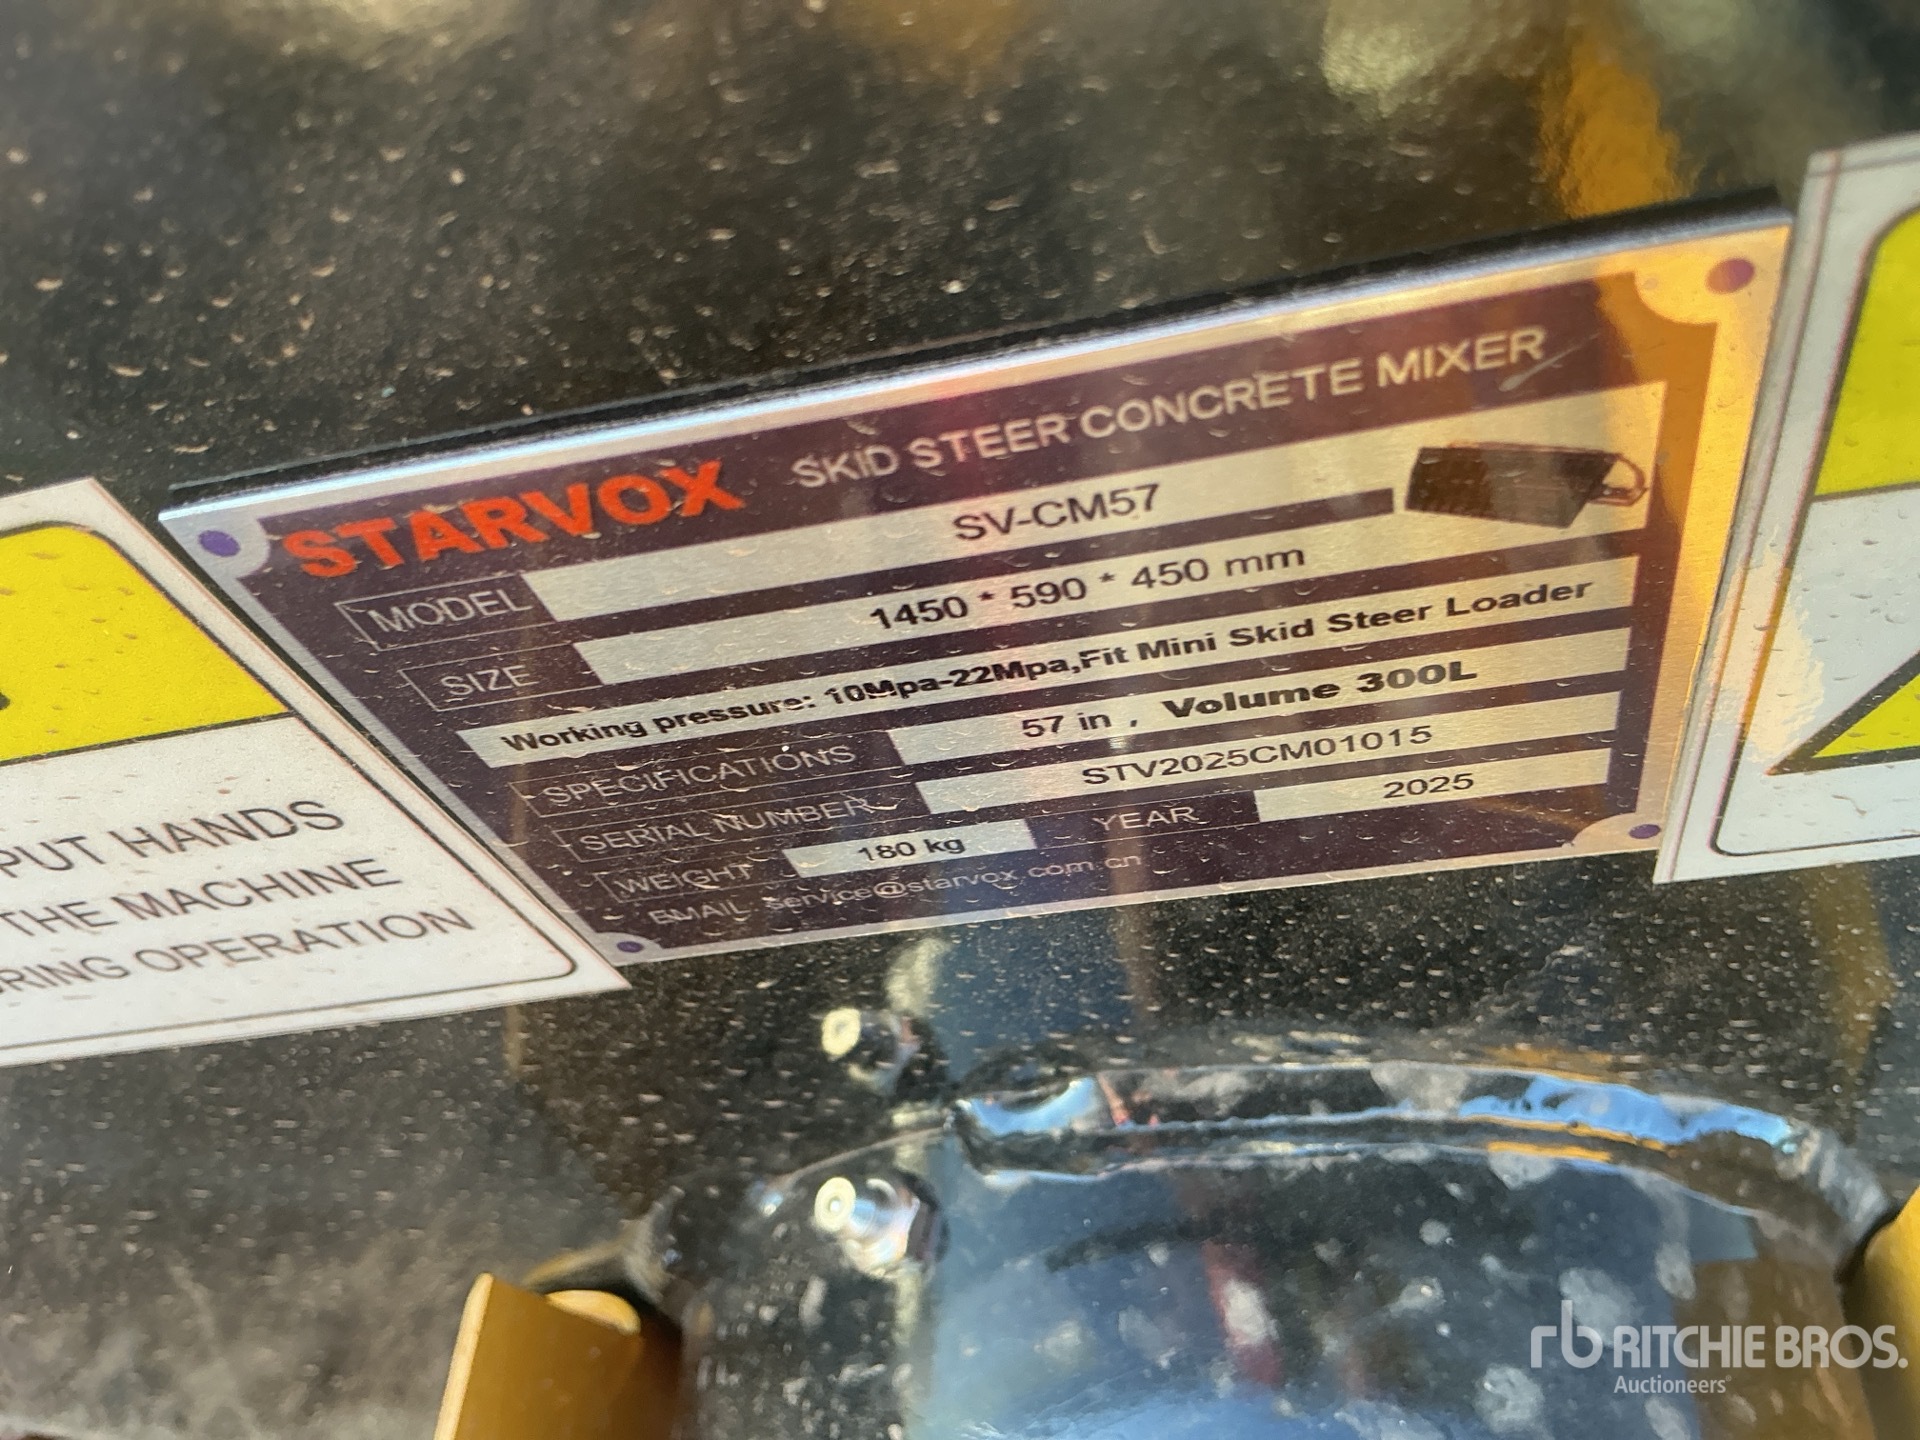 STARVOX SKID STEER CONCRETE MIXER
MODEL SV-CM57
SIZE 1450 * 590 * 450 mm
Working pressure: 10Mpa-22Mpa,Fit Mini Skid Steer Loader
SPECIFICATIONS 57 in , Volume 300L
SERIAL NUMBER STV2025CM01015
WEIGHT 180 kg YEAR 2025
EMAIL service@starvox.com.cn
PUT HANDS
THE MACHINE
RING OPERATION
rb RITCHIE BROS.
Auctioneers